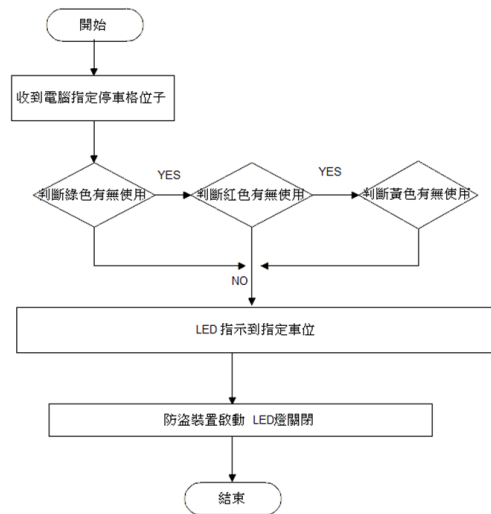 開始
收到電腦指定停車格位子
判斷綠色有無使用
YES
判斷紅色有無使用
YES
判斷黃色有無使用
NO
LED 指示到指定車位
防盜裝置啟動 LED燈關閉
結束